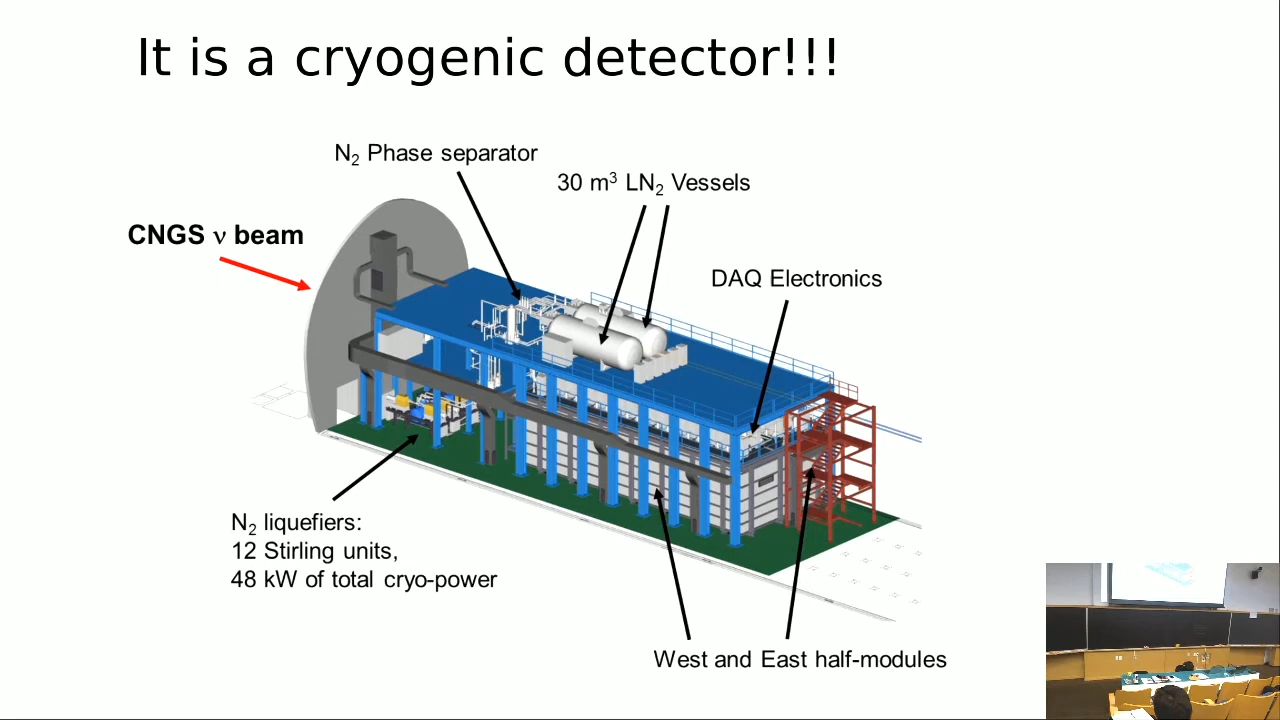 It is a cryogenic detector!!!
N₂ Phase separator
30 m³ LN₂ Vessels
CNGS ν beam
DAQ Electronics
N₂ liquefiers:
12 Stirling units,
48 kW of total cryo-power
West and East half-modules